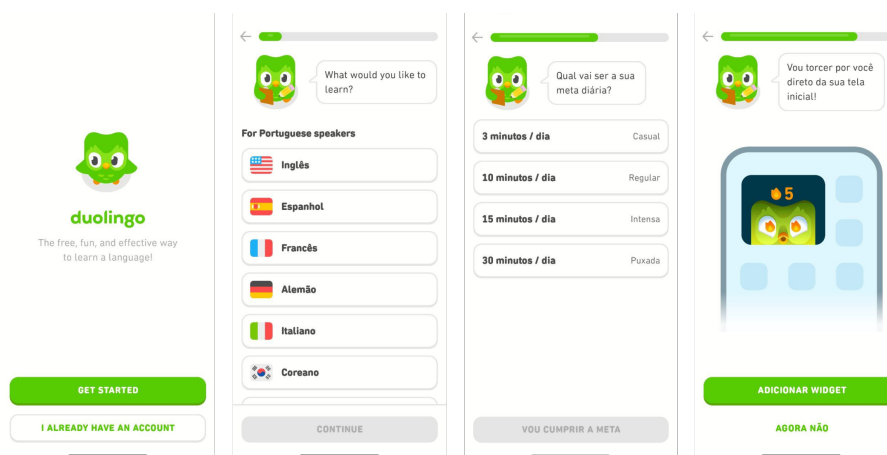 duolingo
The free, fun, and effective way
to learn a language!
GET STARTED
I ALREADY HAVE AN ACCOUNT
What would you like to
learn?
For Portuguese speakers
Inglês
Espanhol
Francês
Alemão
Italiano
Coreano
CONTINUE
Qual vai ser a sua
meta diária?
3 minutos / dia Casual
10 minutos / dia Regular
15 minutos / dia Intensa
30 minutos / dia Puxada
VOU CUMPRIR A META
Vou torcer por você
direto da sua tela
inicial!
5
ADICIONAR WIDGET
AGORA NÃO